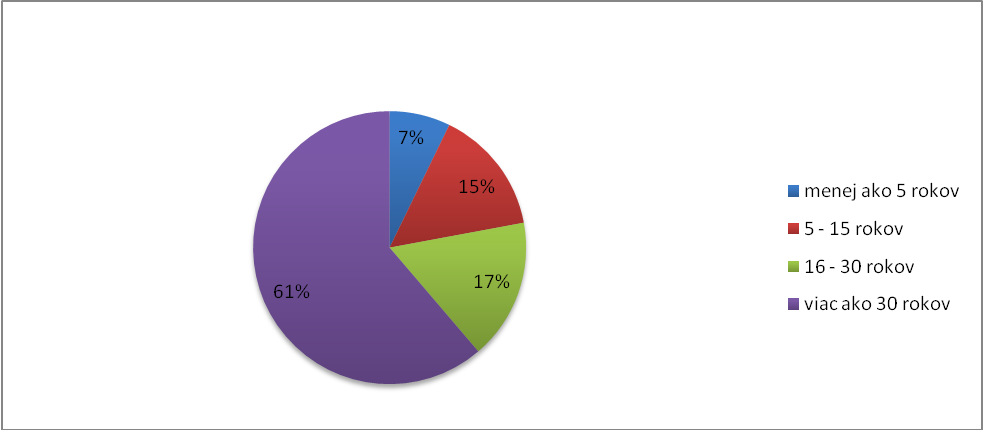 7%
15%
17%
61%
menej ako 5 rokov
5 - 15 rokov
16 - 30 rokov
viac ako 30 rokov